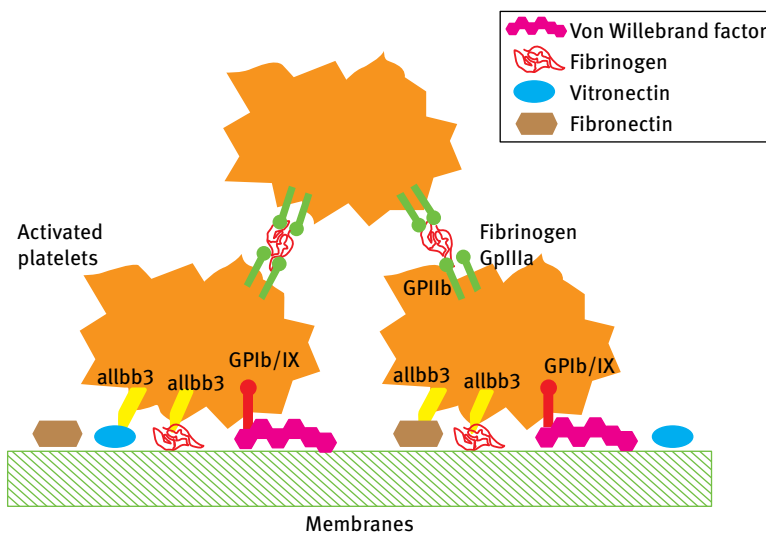 Von Willebrand factor
Fibrinogen
Vitronectin
Fibronectin
Activated
platelets
Fibrinogen
GpIIIa
GPIIb
allbb3
allbb3
GPIb/IX
allbb3
allbb3
GPIb/IX
Membranes